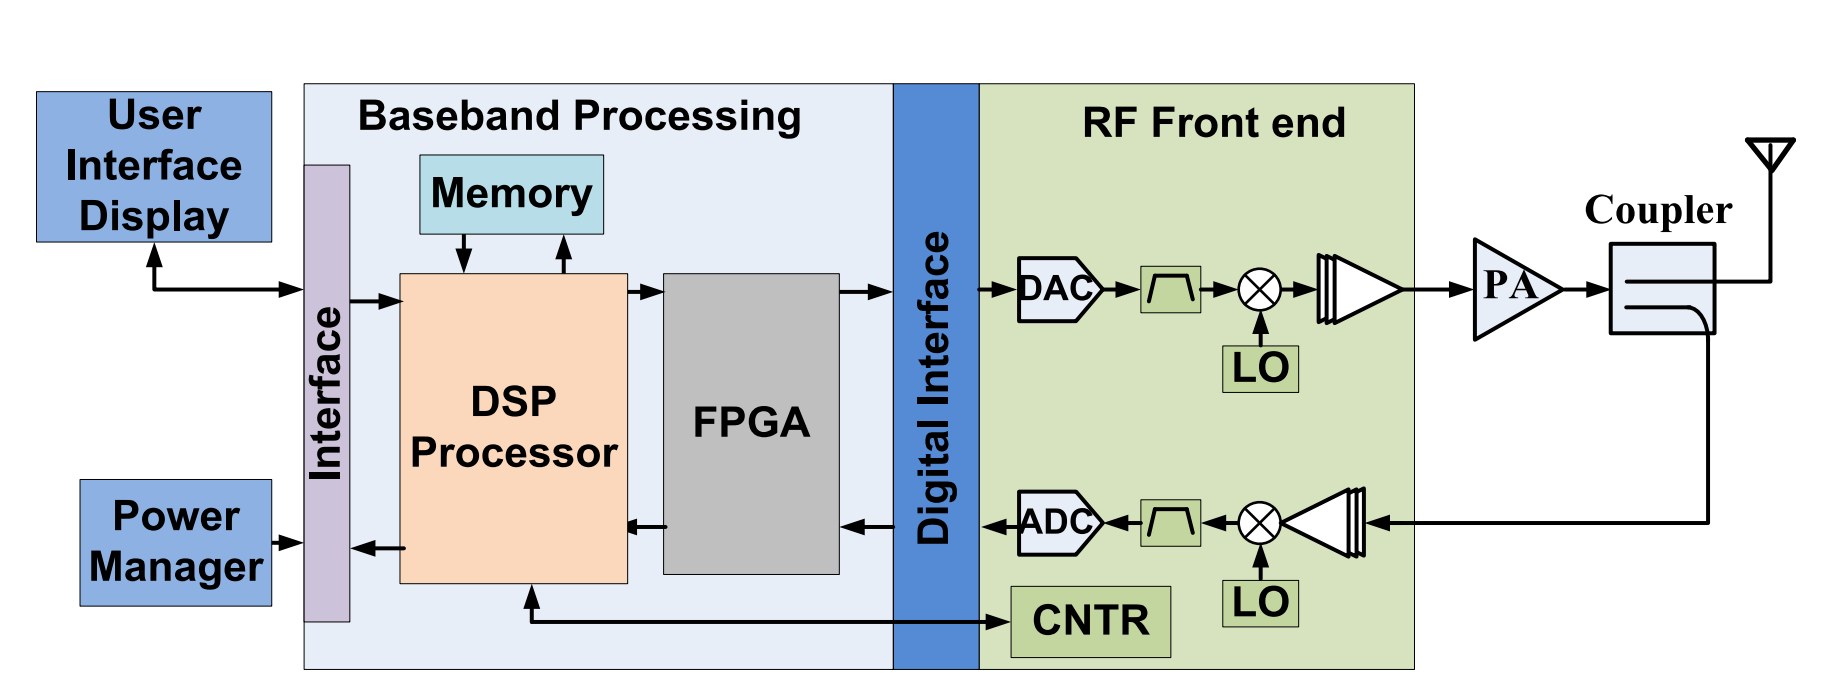 User
Interface
Display
Baseband Processing
RF Front end
Memory
Coupler
Interface
DSP
Processor
FPGA
Digital Interface
DAC
LO
PA
Power
Manager
ADC
LO
CNTR